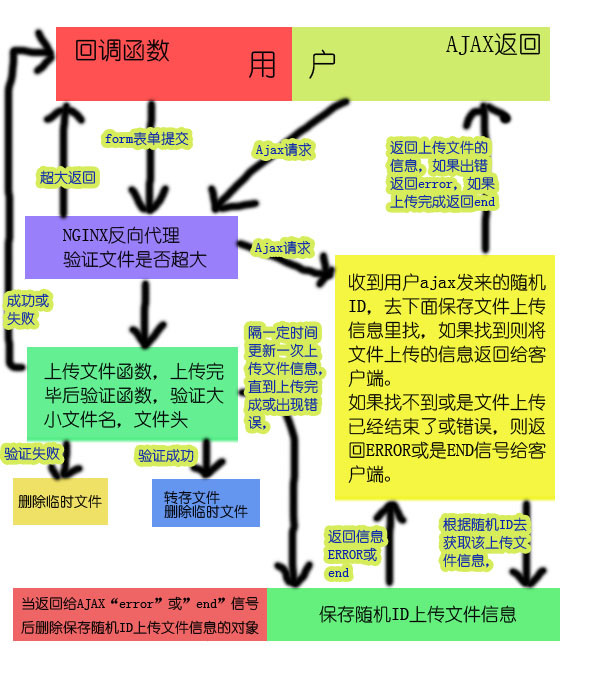 回调函数
用户
AJAX返回
form表单提交
Ajax请求
超大返回
返回上传文件的
信息，如果出错
返回error，如果
上传完成返回end
NGINX反向代理
验证文件是否超大
Ajax请求
收到用户ajax发来的随机
ID，去下面保存文件上传
信息里找，如果找到则将
文件上传的信息返回给客
户端。
如果找不到或是文件上传
已经结束了或错误，则返
回ERROR或是END信号给客
户端。
成功或
失败
隔一定时间
更新一次上
传文件信息，
直到上传完
成或出现错
误，
上传文件函数，上传完
毕后验证函数，验证大
小文件名，文件头
验证失败
验证成功
删除临时文件
转存文件
删除临时文件
返回信息
ERROR或
end
根据随机ID去
获取该上传文
件信息，
当返回给AJAX“error”或”end”信号
后删除保存随机ID上传文件信息的对象
保存随机ID上传文件信息